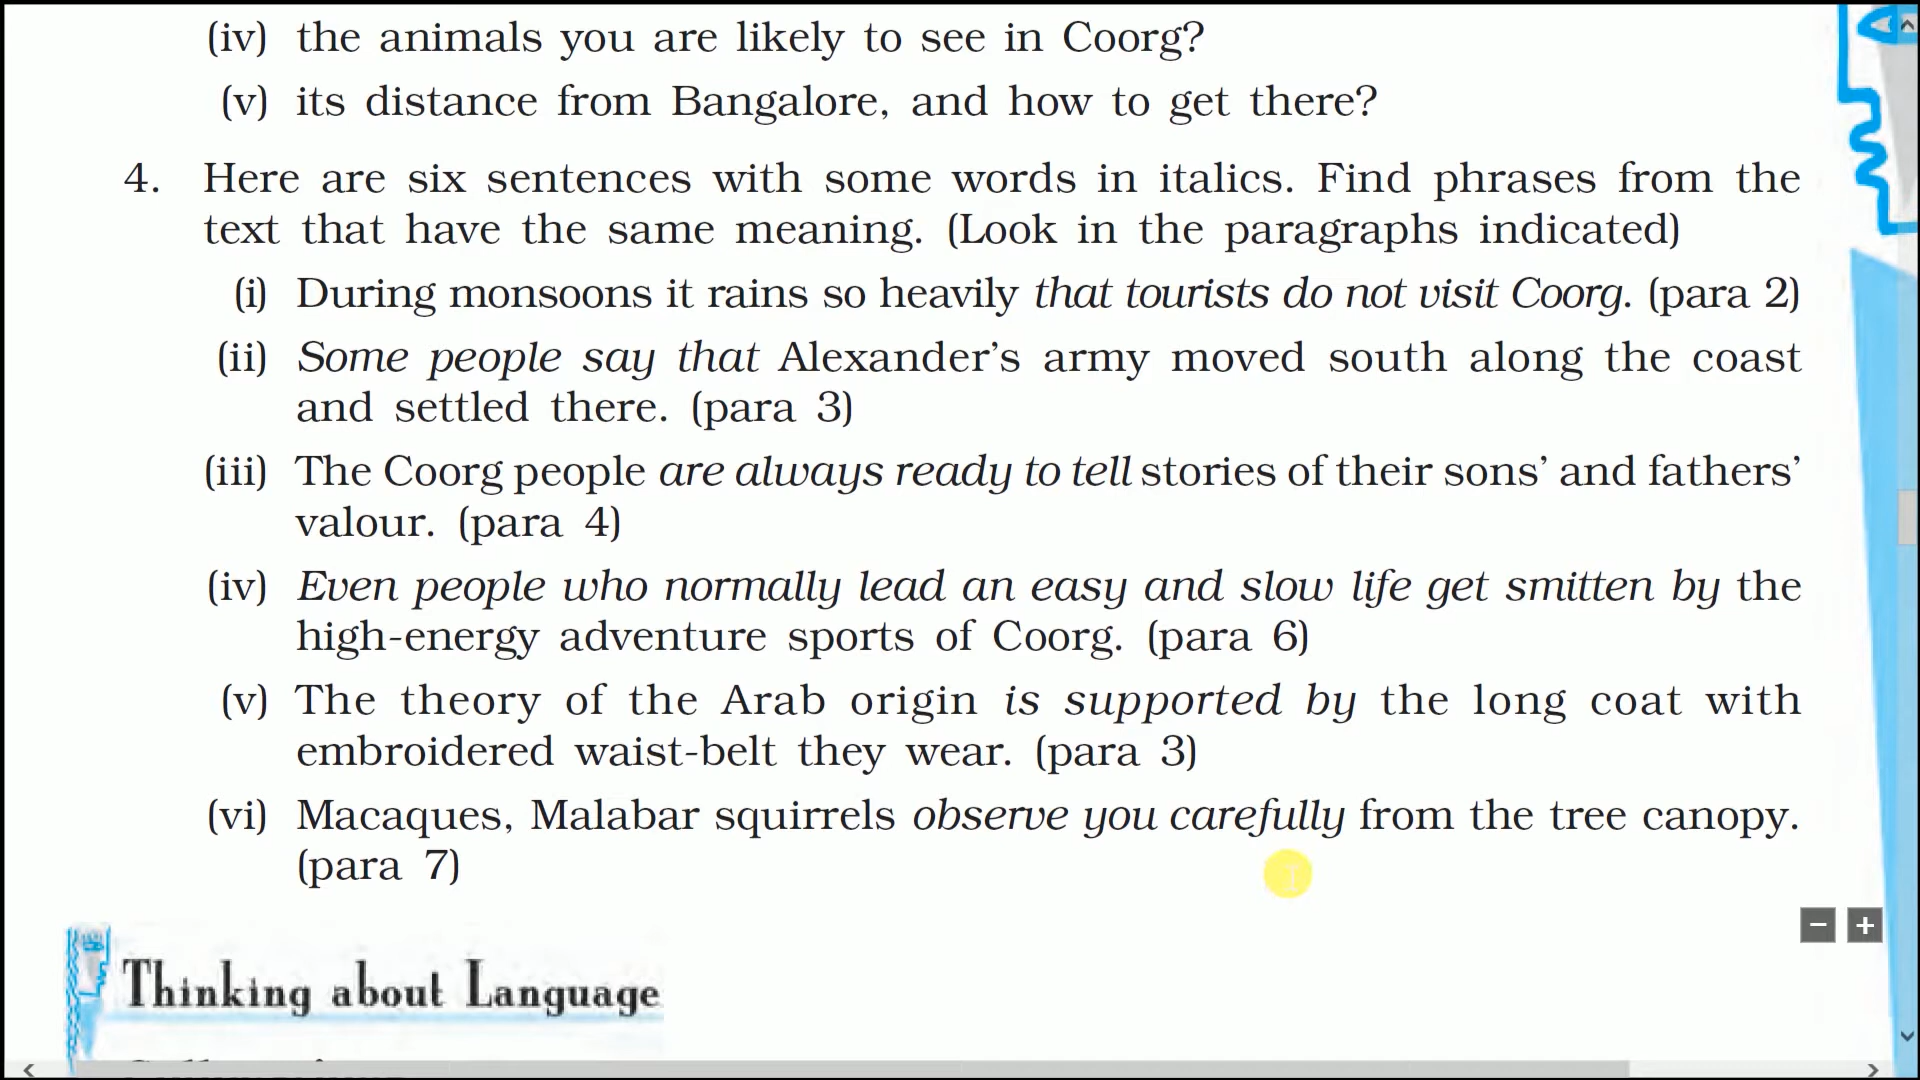 (iv) the animals you are likely to see in Coorg?
(v) its distance from Bangalore, and how to get there?
4. Here are six sentences with some words in italics. Find phrases from the
text that have the same meaning. (Look in the paragraphs indicated)
(i) During monsoons it rains so heavily that tourists do not visit Coorg. (para 2)
(ii) Some people say that Alexander’s army moved south along the coast
and settled there. (para 3)
(iii) The Coorg people are always ready to tell stories of their sons’ and fathers’
valour. (para 4)
(iv) Even people who normally lead an easy and slow life get smitten by the
high-energy adventure sports of Coorg. (para 6)
(v) The theory of the Arab origin is supported by the long coat with
embroidered waist-belt they wear. (para 3)
(vi) Macaques, Malabar squirrels observe you carefully from the tree canopy.
(para 7)
Thinking about Language